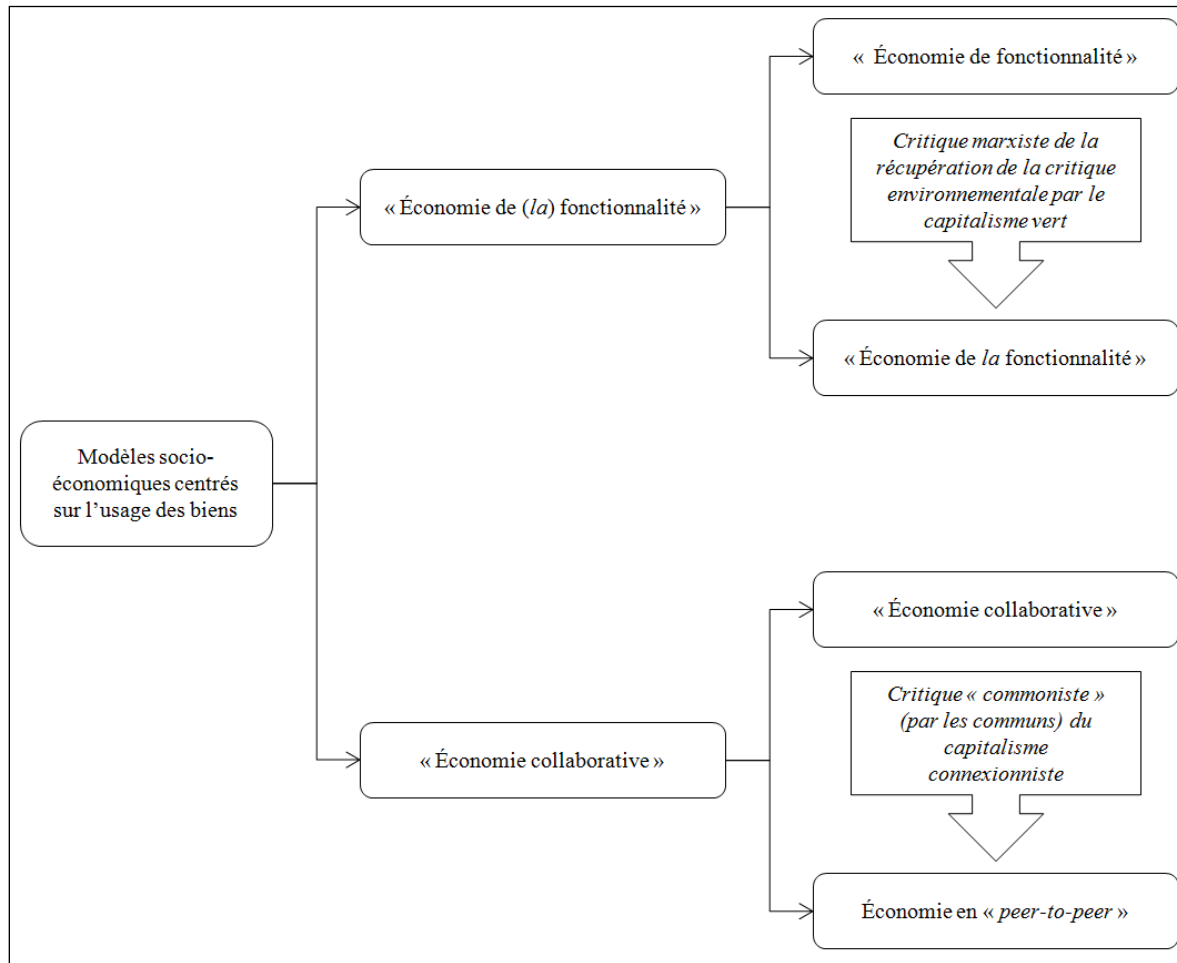 « Économie de fonctionnalité »
Critique marxiste de la
récupération de la critique
environnementale par le
capitalisme vert
« Économie de (la) fonctionnalité »
« Économie de la fonctionnalité »
Modèles socio-
économiques centrés
sur l’usage des biens
« Économie collaborative »
Critique « commoniste »
(par les communs) du
capitalisme
connexionniste
« Économie collaborative »
Économie en « peer-to-peer »